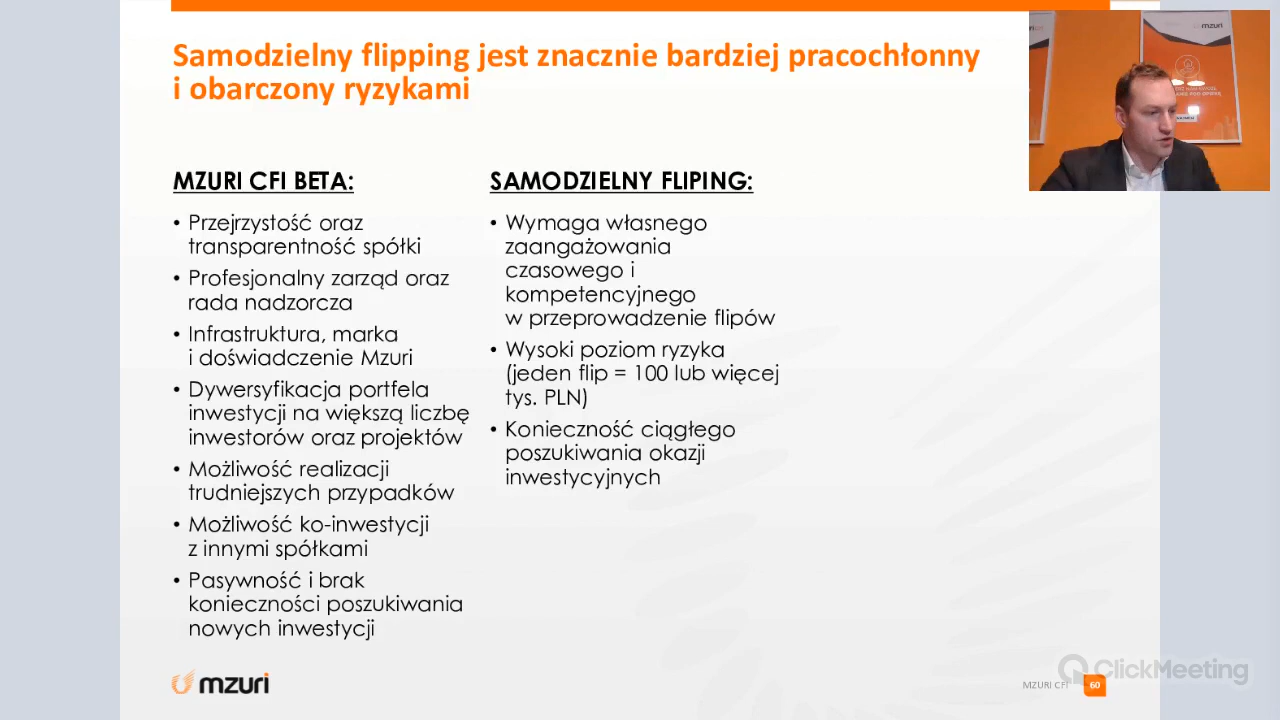 Samodzielny flipping jest znacznie bardziej pracochłonny
i obarczony ryzykami
MZURI CFI BETA:
• Przejrzystość oraz
transparentność spółki
• Profesjonalny zarząd oraz
rada nadzorcza
• Infrastruktura, marka
i doświadczenie Mzuri
• Dywersyfikacja portfela
inwestycji na większą liczbę
inwestorów oraz projektów
• Możliwość realizacji
trudniejszych przypadków
• Możliwość ko-inwestycji
z innymi spółkami
• Pasywność i brak
konieczności poszukiwania
nowych inwestycji
SAMODZIELNY FLIPING:
• Wymaga własnego
zaangażowania
czasowego i
kompetencyjnego
w przeprowadzenie flipów
• Wysoki poziom ryzyka
(jeden flip = 100 lub więcej
tys. PLN)
• Konieczność ciągłego
poszukiwania okazji
inwestycyjnych
mzuri
mzuri
MZURI CFI 60
ClickMeeting